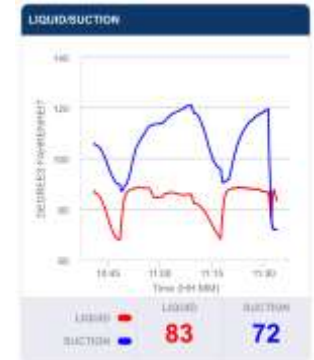 LIQUID/SUCTION
140
120
100
80
60
DEGREES FAHRENHEIT
10:45 11:00 11:15 11:30
Time (HH:MM)
LIQUID SUCTION
LIQUID
SUCTION
83 72